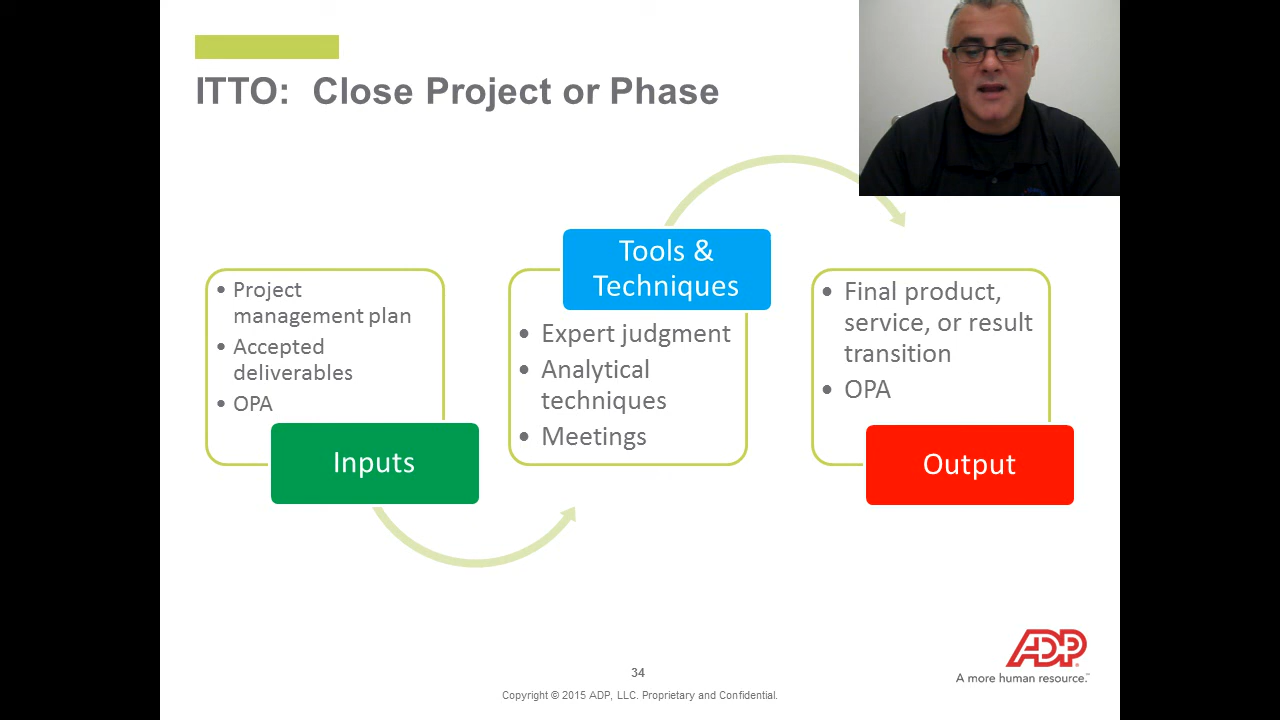 ITTO: Close Project or Phase
• Project
management plan
• Accepted
deliverables
• OPA
Inputs
Tools &
Techniques
• Expert judgment
• Analytical
techniques
• Meetings
• Final product,
service, or result
transition
• OPA
Output
ADP
A more human resource.™
34
Copyright © 2015 ADP, LLC. Proprietary and Confidential.